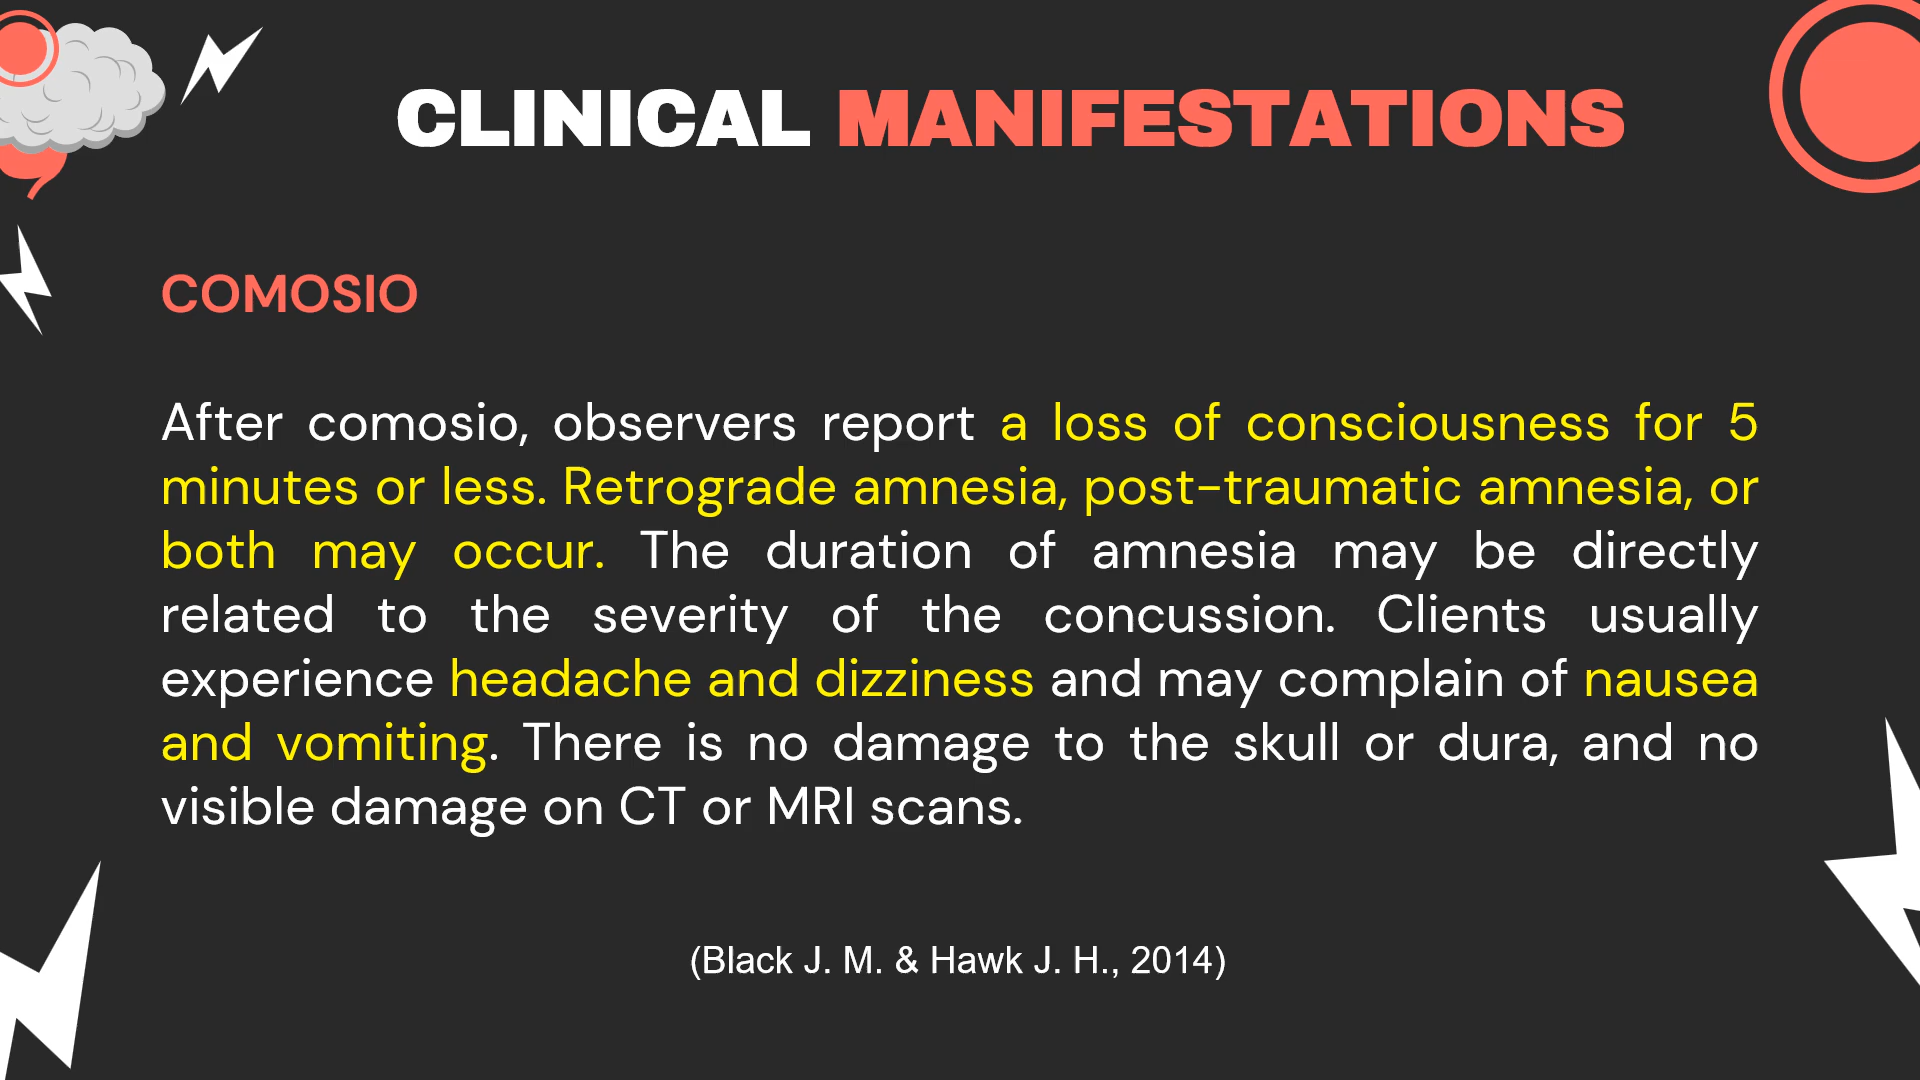 CLINICAL MANIFESTATIONS
COMOSIO
After comosio, observers report a loss of consciousness for 5
minutes or less. Retrograde amnesia, post-traumatic amnesia, or
both may occur. The duration of amnesia may be directly
related to the severity of the concussion. Clients usually
experience headache and dizziness and may complain of nausea
and vomiting. There is no damage to the skull or dura, and no
visible damage on CT or MRI scans.
(Black J. M. & Hawk J. H., 2014)